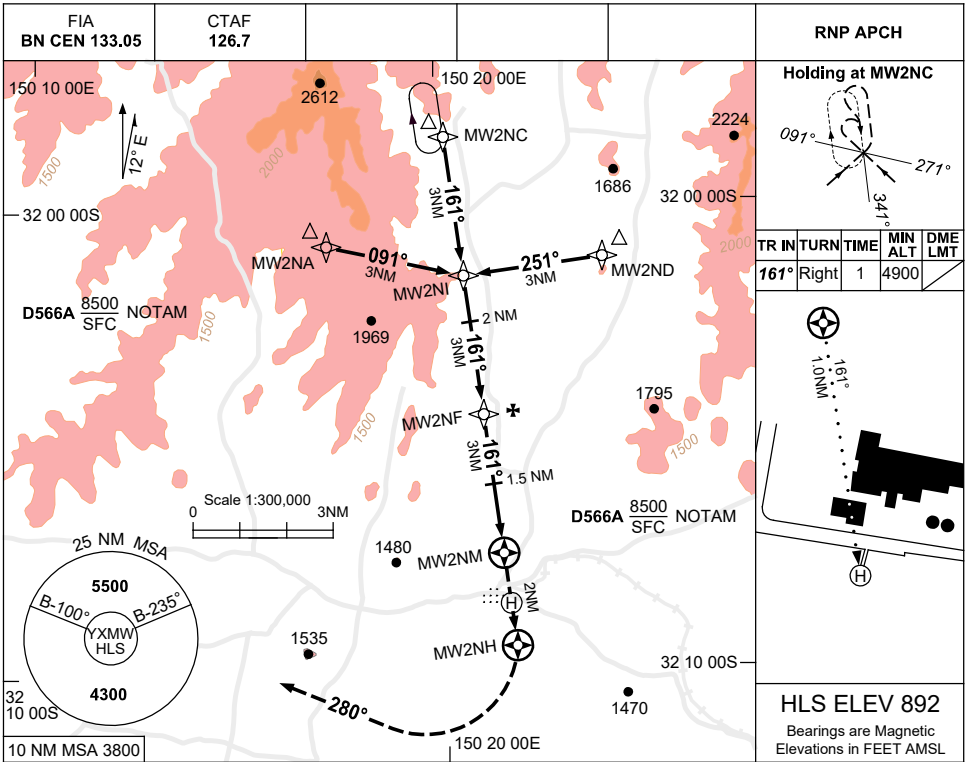 FIA
BN CEN 133.05
CTAF
126.7
RNP APCH
150 10 00E
150 20 00E
12° E
2612
MW2NC
2224
1500
2000
161°
3NM
1686
32 00 00S
32 00 00S
2000
MW2NA
091°
3NM
251°
3NM
MW2ND
MW2NI
D566A 8500
SFC NOTAM
1500
2 NM
1969
161°
3NM
1795
MW2NF
1500
1500
161°
3NM
1.5 NM
Scale 1:300,000
0 3NM
D566A 8500
SFC NOTAM
25 NM MSA
5500
B-100°
B-235°
YXMW
HLS
4300
1480
MW2NM
2NM
H
1535
MW2NH
32 10 00S
32
10 00S
280°
1470
10 NM MSA 3800
150 20 00E
Holding at MW2NC
091°
271°
341°
TR IN TURN TIME MIN ALT DME LMT
161° Right 1 4900
161°
1.0NM
H
HLS ELEV 892
Bearings are Magnetic
Elevations in FEET AMSL